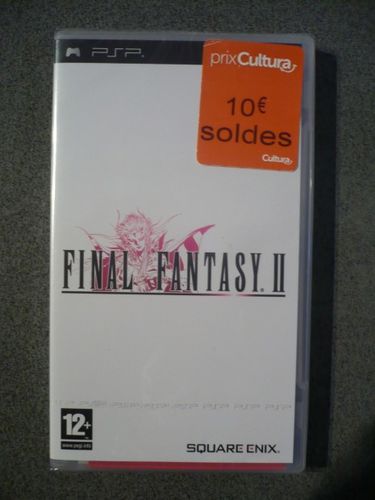 PSP
prixCultura
10€
soldes
Cultura
FINAL FANTASY. II
12+
www.pegi.info
SQUARE ENIX.